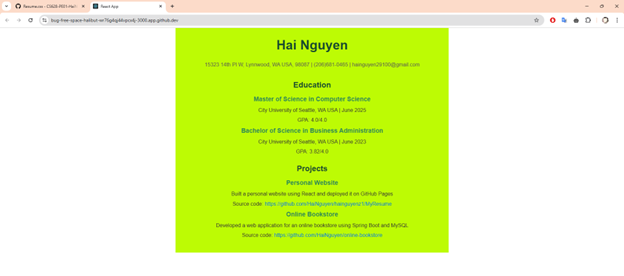 Resume.css - CS628-PE01-Hai
React App
bug-free-space-halibut-wr76g4xg44vpcv4j-3000.app.github.dev
Hai Nguyen
15323 14th Pl W, Lynnwood, WA USA, 98087 | (206)681-0465 | hainguyen29100@gmail.com
Education
Master of Science in Computer Science
City University of Seattle, WA USA | June 2025
GPA: 4.0/4.0
Bachelor of Science in Business Administration
City University of Seattle, WA USA | June 2023
GPA: 3.82/4.0
Projects
Personal Website
Built a personal website using React and deployed it on GitHub Pages
Source code: https://github.com/HaiNguyen/hainguyenz1/MyResume
Online Bookstore
Developed a web application for an online bookstore using Spring Boot and MySQL
Source code: https://github.com/HaiNguyen/online-bookstore